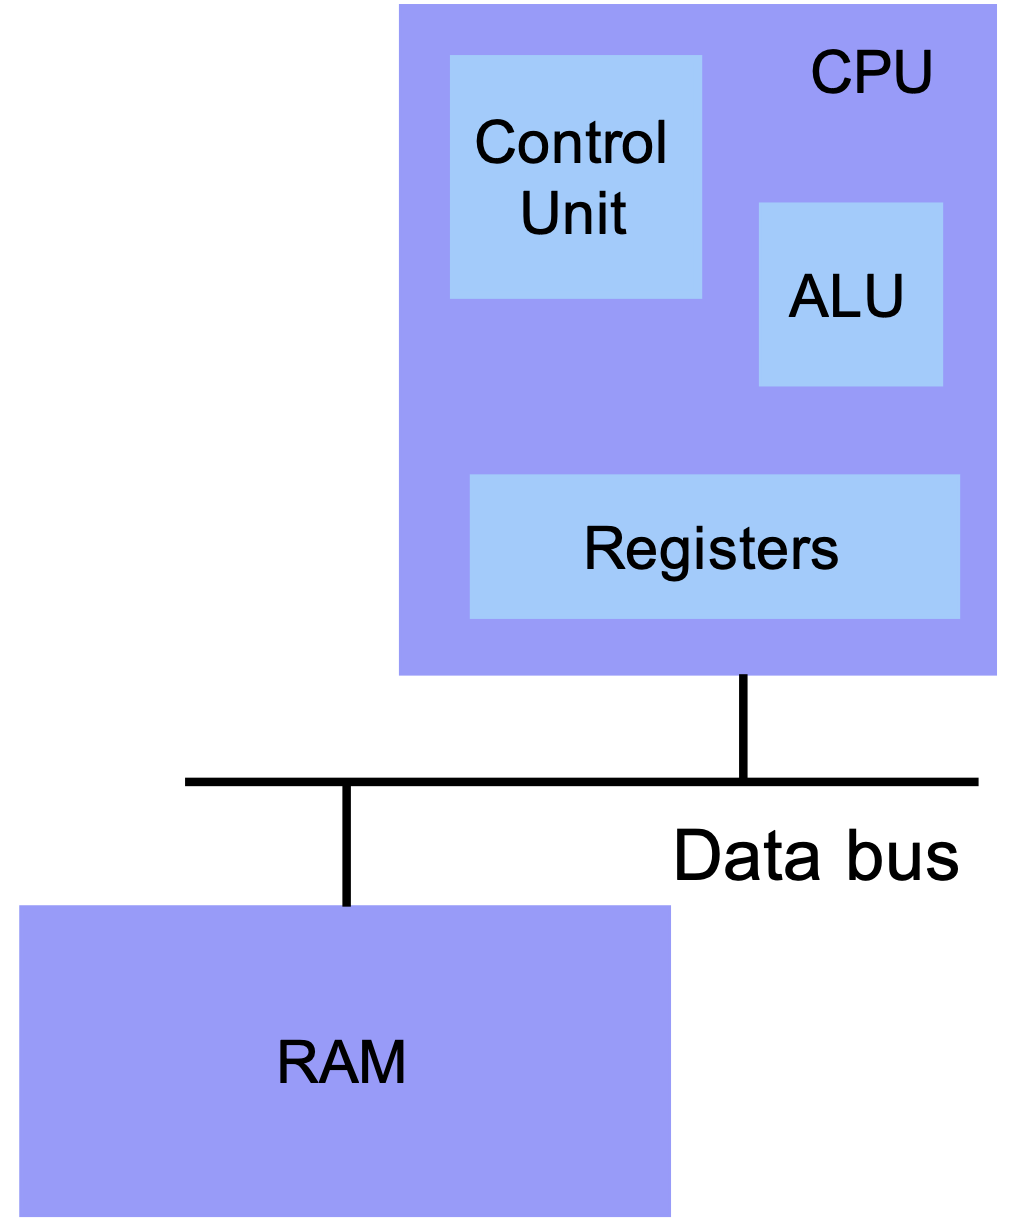 CPU
Control
Unit
ALU
Registers
Data bus
RAM